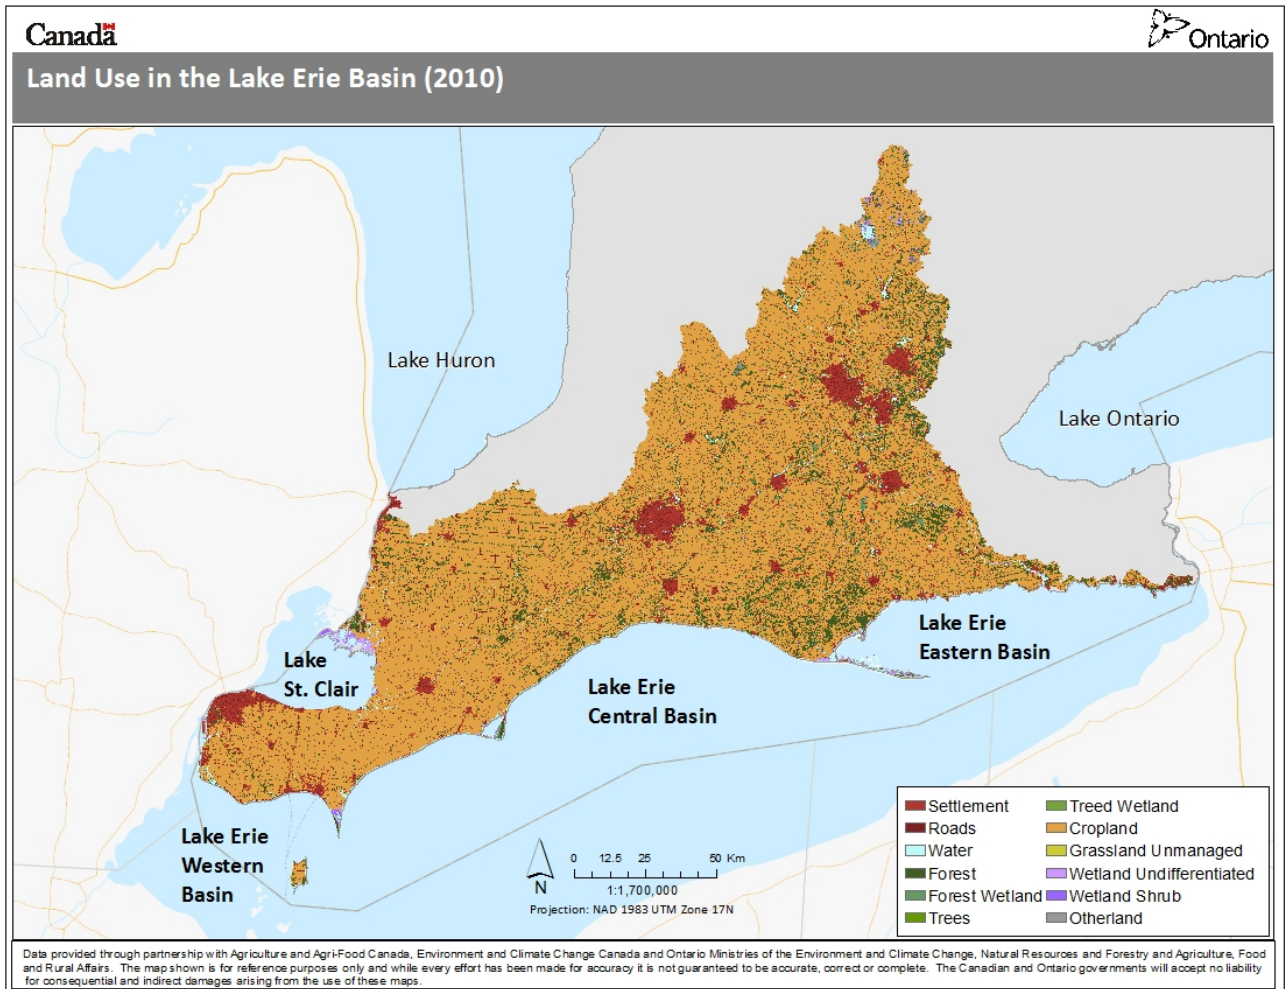 Canada
Ontario
Land Use in the Lake Erie Basin (2010)
Lake Huron
Lake Ontario
Lake Erie
Eastern Basin
Lake
St. Clair
Lake Erie
Central Basin
Lake Erie
Western
Basin
N
0 12.5 25 50 Km
1:1,700,000
Projection: NAD 1983 UTM Zone 17N
Settlement
Roads
Water
Forest
Forest Wetland
Trees
Treed Wetland
Cropland
Grassland Unmanaged
Wetland Undifferentiated
Wetland Shrub
Otherland
Data provided through partnership with Agriculture and Agri-Food Canada, Environment and Climate Change Canada and Ontario Ministries of the Environment and Climate Change, Natural Resources and Forestry and Agriculture, Food
and Rural Affairs. The map shown is for reference purposes only and while every effort has been made for accuracy it is not guaranteed to be accurate, correct or complete. The Canadian and Ontario governments will accept no liability
for consequential and indirect damages arising from the use of these maps.